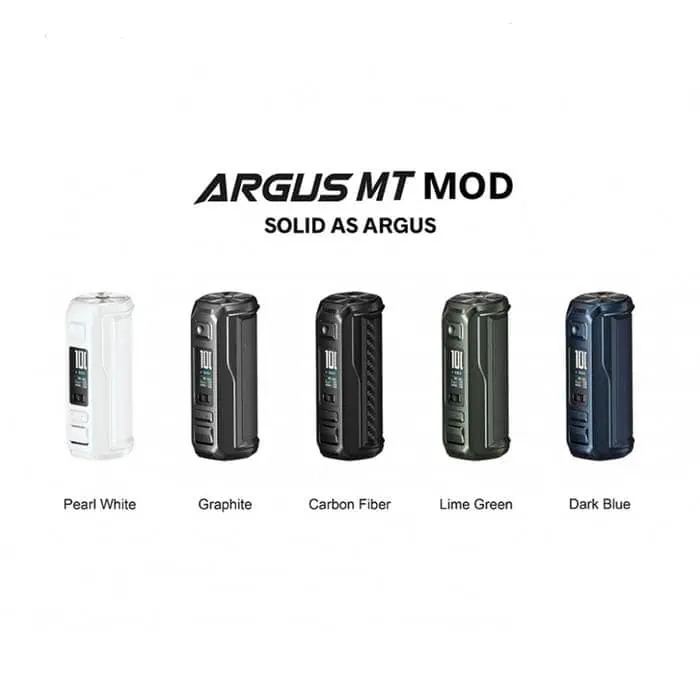 ARGUS MT MOD
SOLID AS ARGUS
Pearl White
Graphite
Carbon Fiber
Lime Green
Dark Blue